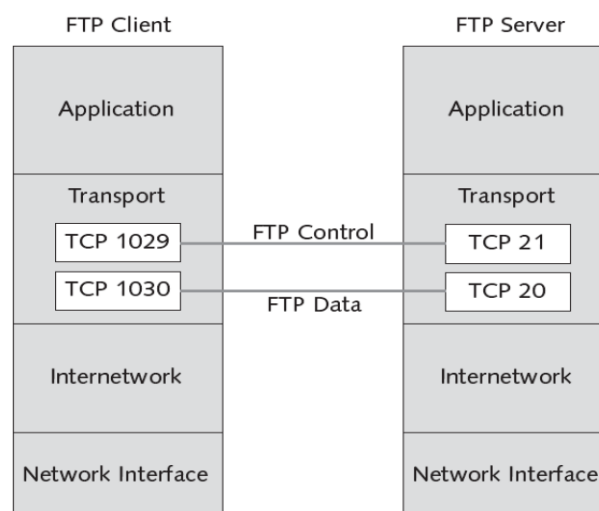 FTP Client
FTP Server
Application
Application
Transport
Transport
TCP 1029
FTP Control
TCP 21
TCP 1030
FTP Data
TCP 20
Internetwork
Internetwork
Network Interface
Network Interface